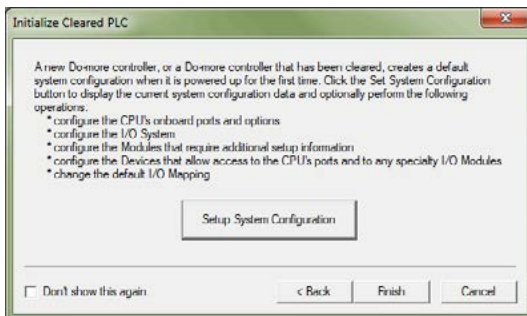 Initialize Cleared PLC
A new Do-more controller, or a Do-more controller that has been cleared, creates a default
system configuration when it is powered up for the first time. Click the Set System Configuration
button to display the current system configuration data and optionally perform the following
operations:
* configure the CPU's onboard ports and options
* configure the I/O System
* configure the Modules that require additional setup information
* configure the Devices that allow access to the CPU's ports and to any specialty I/O Modules
* change the default I/O Mapping
Setup System Configuration
Don't show this again
< Back Finish Cancel